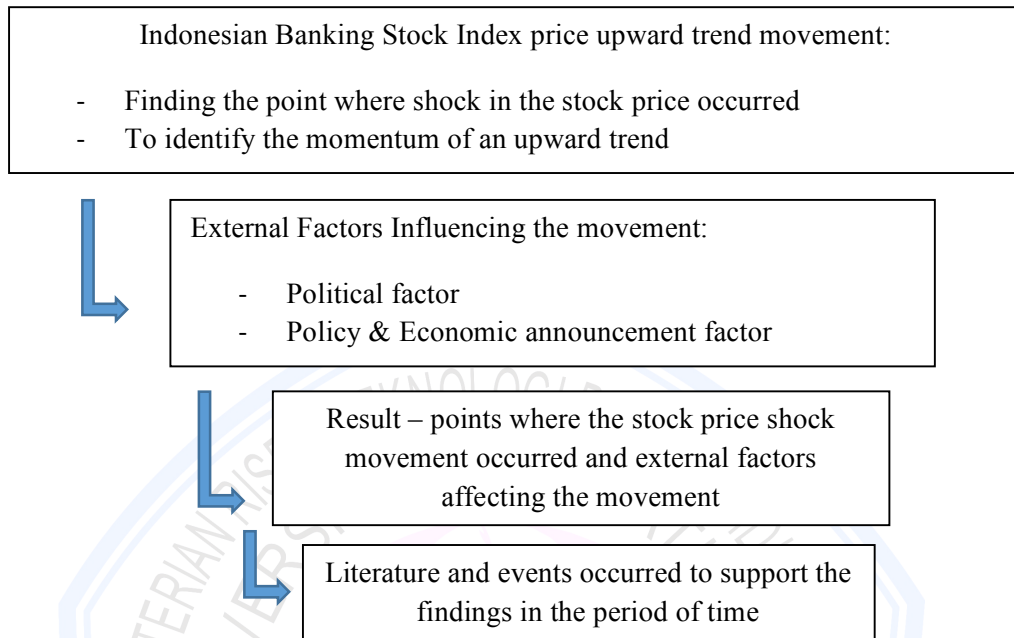 Indonesian Banking Stock Index price upward trend movement:
- Finding the point where shock in the stock price occurred
- To identify the momentum of an upward trend
External Factors Influencing the movement:
- Political factor
- Policy & Economic announcement factor
Result – points where the stock price shock
movement occurred and external factors
affecting the movement
Literature and events occurred to support the
findings in the period of time